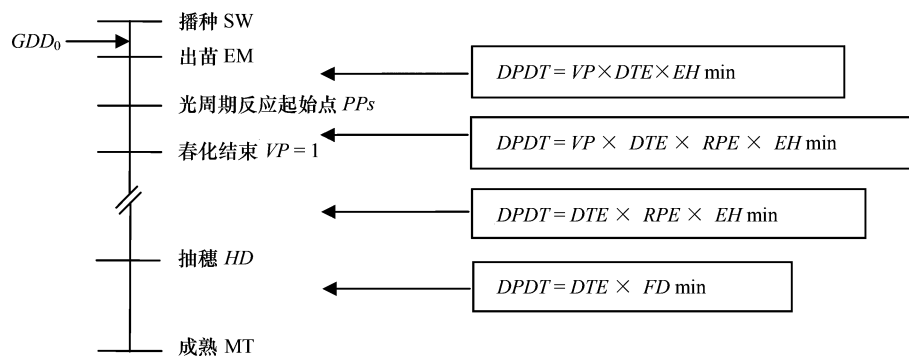 播种 SW
GDD₀
出苗 EM
DPDT = VP×DTE×EH min
光周期反应起始点 PPs
DPDT = VP × DTE × RPE × EH min
春化结束 VP = 1
DPDT = DTE × RPE × EH min
抽穗 HD
DPDT = DTE × FD min
成熟 MT